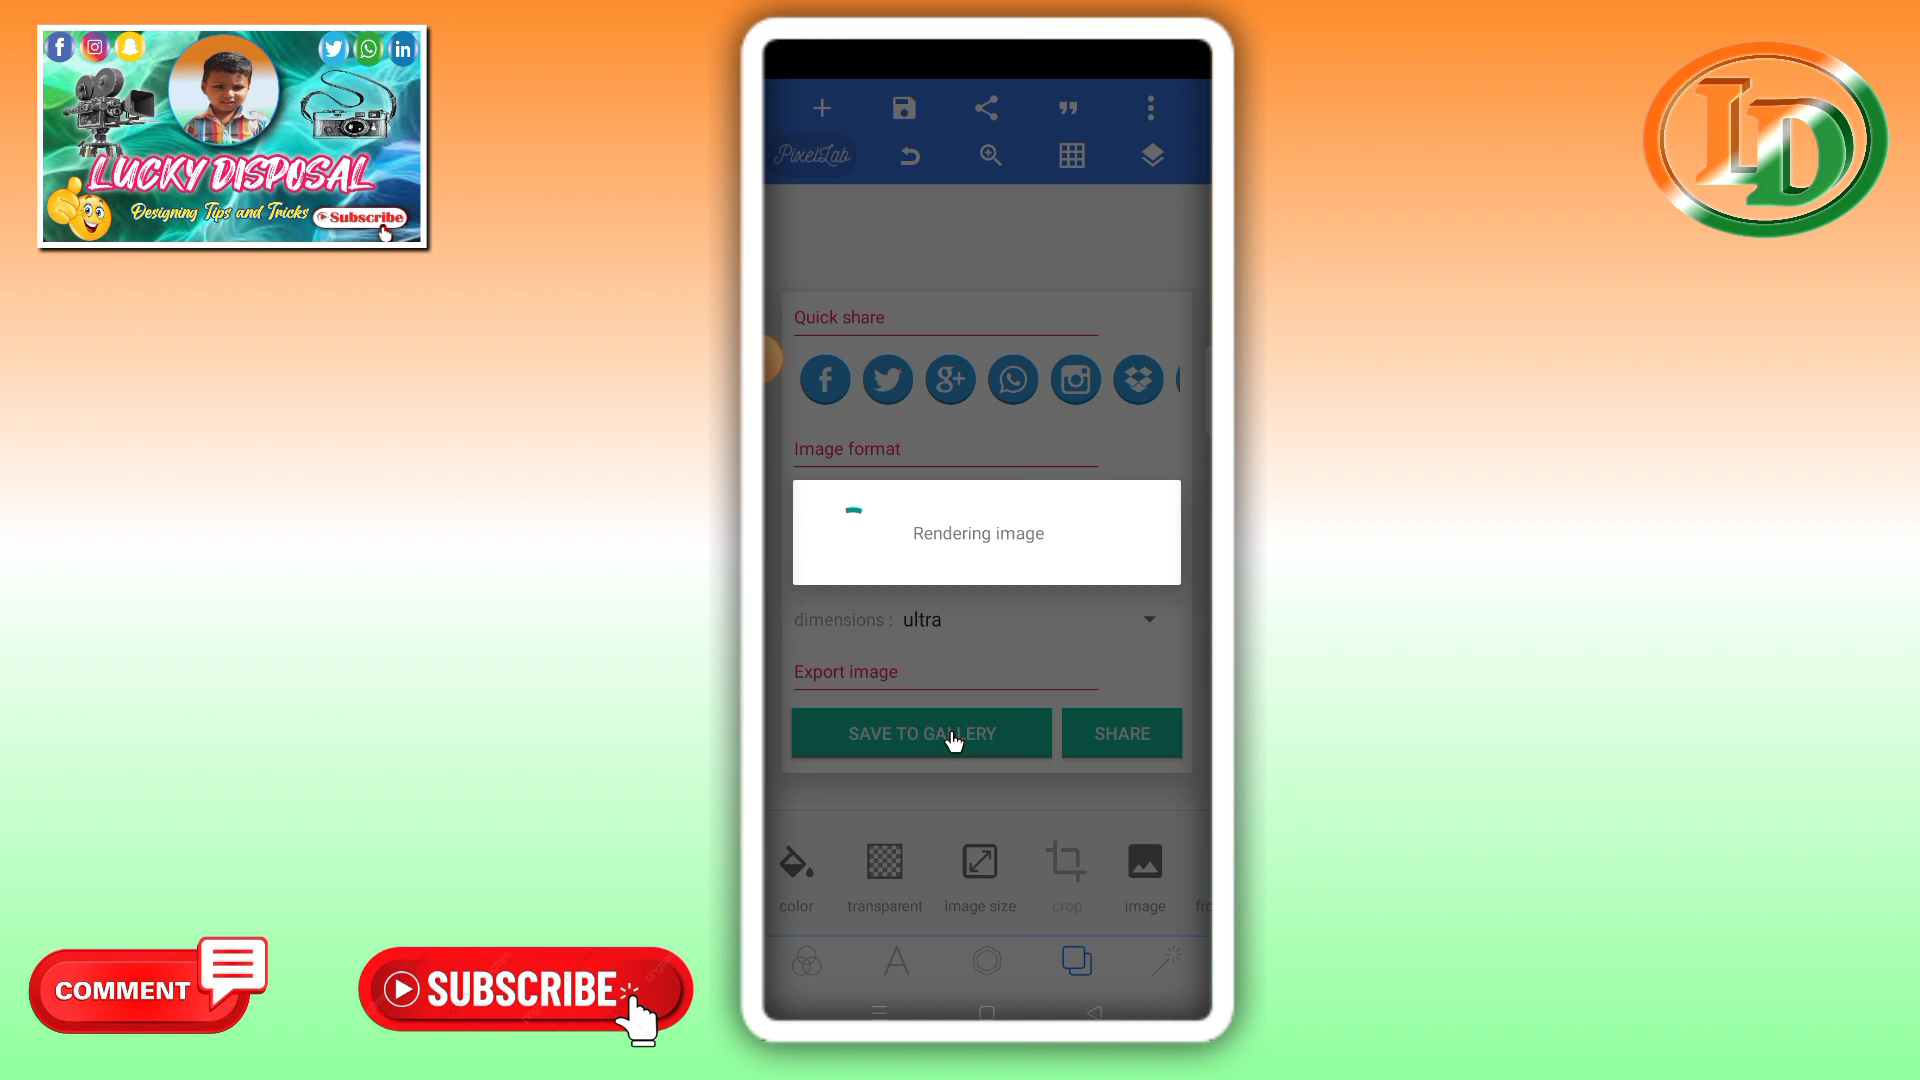 LUCKY DISPOSAL
Designing Tips and Tricks
Subscribe
LD
PixelLab
Quick share
Image format
Rendering image
dimensions : ultra
Export image
SAVE TO GALLERY
SHARE
color
transparent
image size
crop
image
COMMENT
SUBSCRIBE